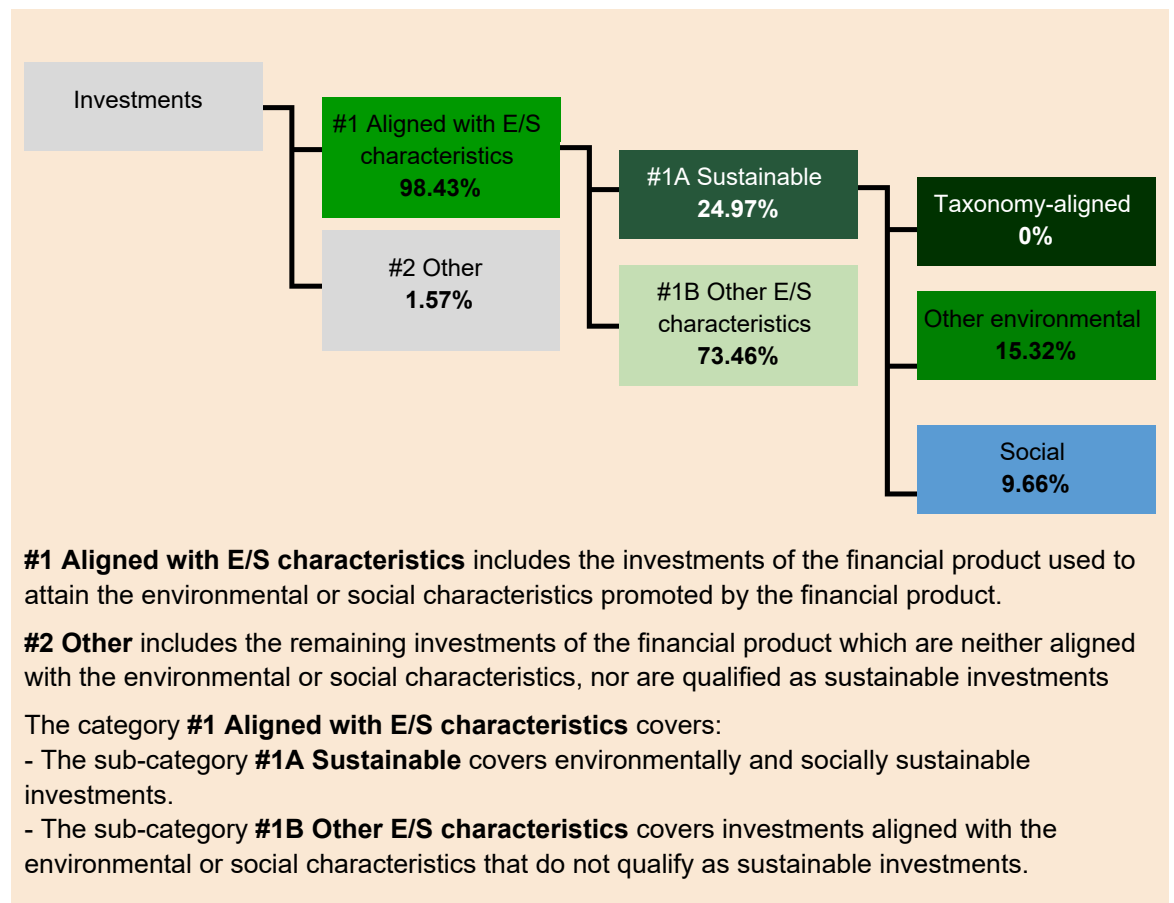 Investments
#1 Aligned with E/S
characteristics
98.43%
#2 Other
1.57%
#1A Sustainable
24.97%
#1B Other E/S
characteristics
73.46%
Taxonomy-aligned
0%
Other environmental
15.32%
Social
9.66%
#1 Aligned with E/S characteristics includes the investments of the financial product used to
attain the environmental or social characteristics promoted by the financial product.
#2 Other includes the remaining investments of the financial product which are neither aligned
with the environmental or social characteristics, nor are qualified as sustainable investments
The category #1 Aligned with E/S characteristics covers:
- The sub-category #1A Sustainable covers environmentally and socially sustainable
investments.
- The sub-category #1B Other E/S characteristics covers investments aligned with the
environmental or social characteristics that do not qualify as sustainable investments.